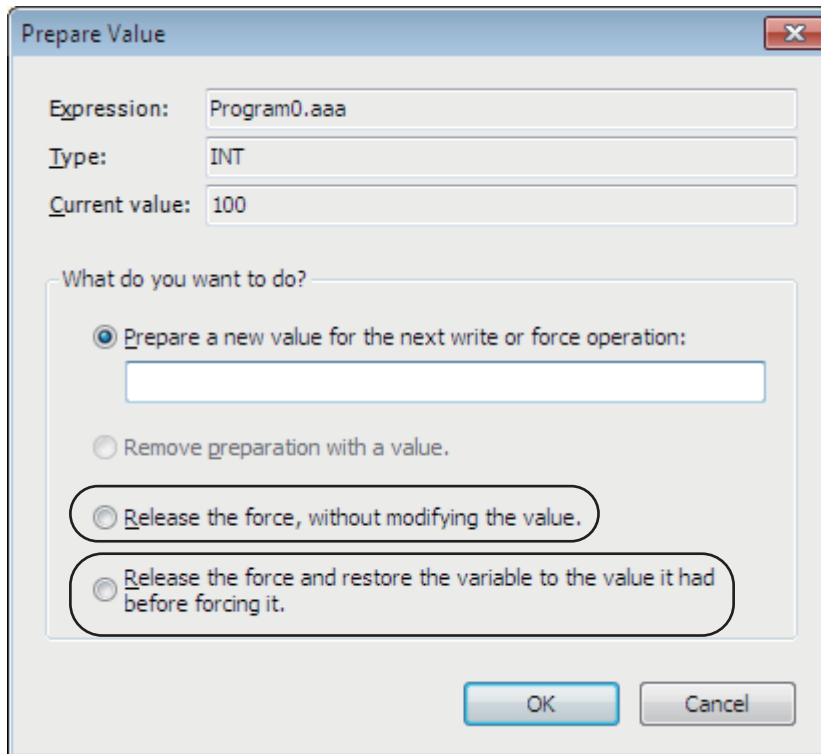 Prepare Value
Expression: Program0.aaa
Type: INT
Current value: 100
What do you want to do?
Prepare a new value for the next write or force operation:
Remove preparation with a value.
Release the force, without modifying the value.
Release the force and restore the variable to the value it had
before forcing it.
OK Cancel